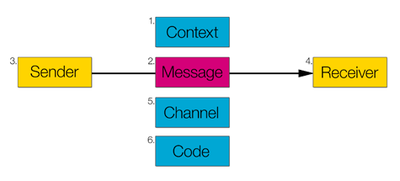 1. Context
3. Sender
2. Message
4. Receiver
5. Channel
6. Code